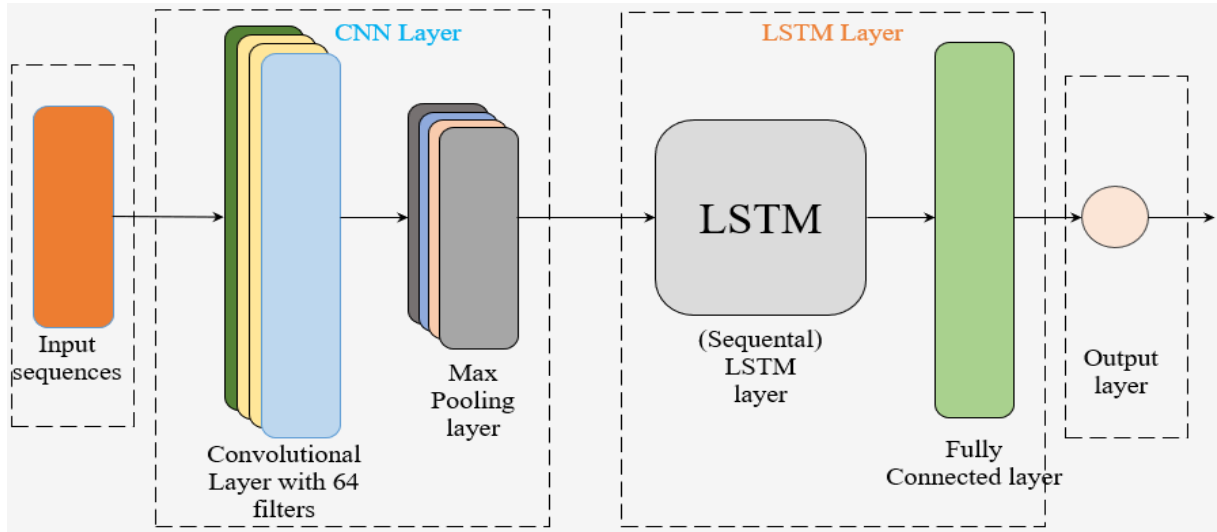 CNN Layer
LSTM Layer
Input
sequences
Convolutional
Layer with 64
filters
Max
Pooling
layer
LSTM
(Sequental)
LSTM
layer
Fully
Connected layer
Output
layer